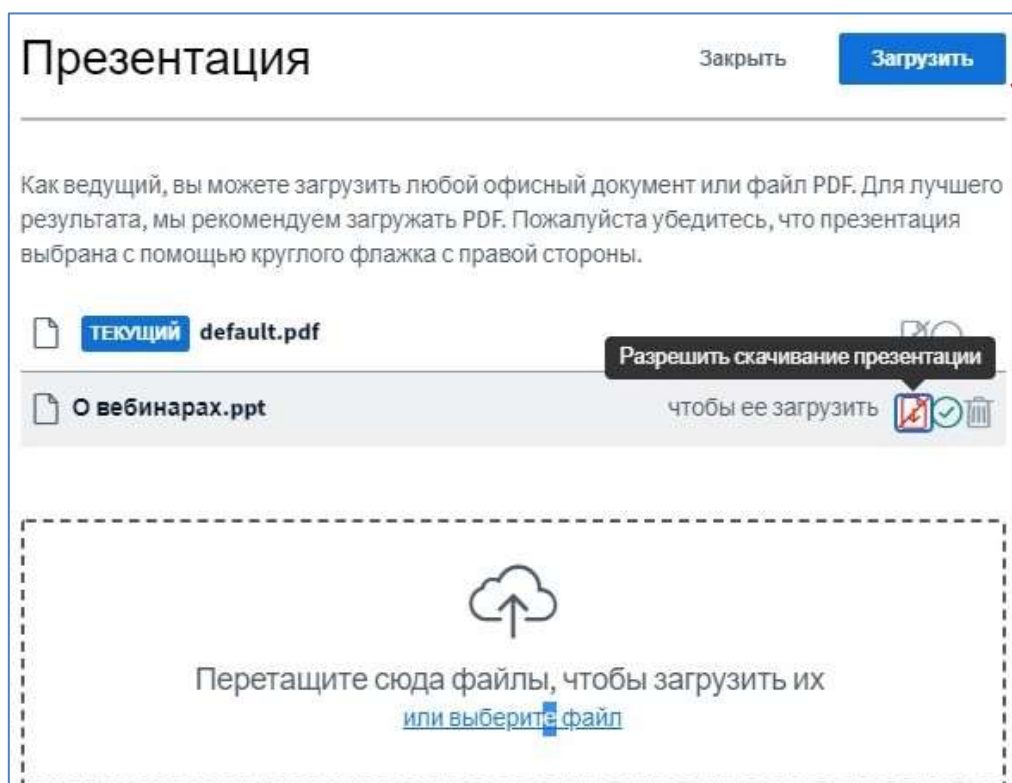 Презентация
Закрыть
Загрузить
Как ведущий, вы можете загрузить любой офисный документ или файл PDF. Для лучшего
результата, мы рекомендуем загружать PDF. Пожалуйста убедитесь, что презентация
выбрана с помощью круглого флажка с правой стороны.
ТЕКУЩИЙ default.pdf
Разрешить скачивание презентации
О вебинарах.ppt
чтобы ее загрузить
Перетащите сюда файлы, чтобы загрузить их
или выберите файл